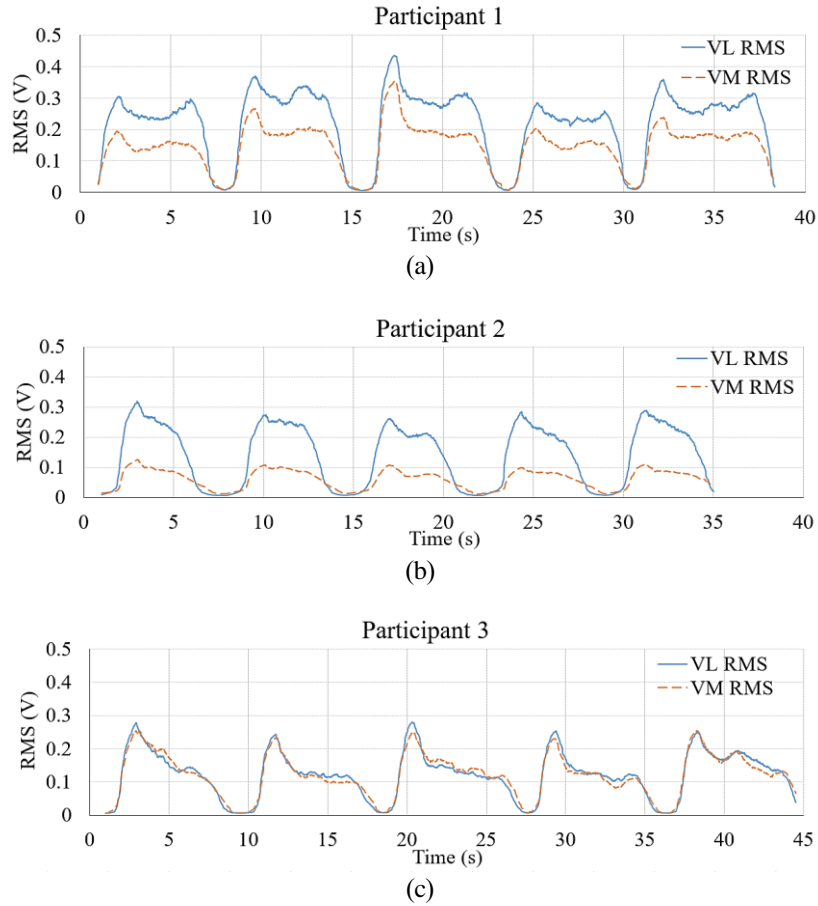 Participant 1
0.5
0.4
0.3
0.2
0.1
0
RMS (V)
VL RMS
VM RMS
0 5 10 15 20 25 30 35 40
Time (s)
(a)
Participant 2
0.5
0.4
0.3
0.2
0.1
0
RMS (V)
VL RMS
VM RMS
0 5 10 15 20 25 30 35 40
Time (s)
(b)
Participant 3
0.5
0.4
0.3
0.2
0.1
0
RMS (V)
VL RMS
VM RMS
0 5 10 15 20 25 30 35 40 45
Time (s)
(c)